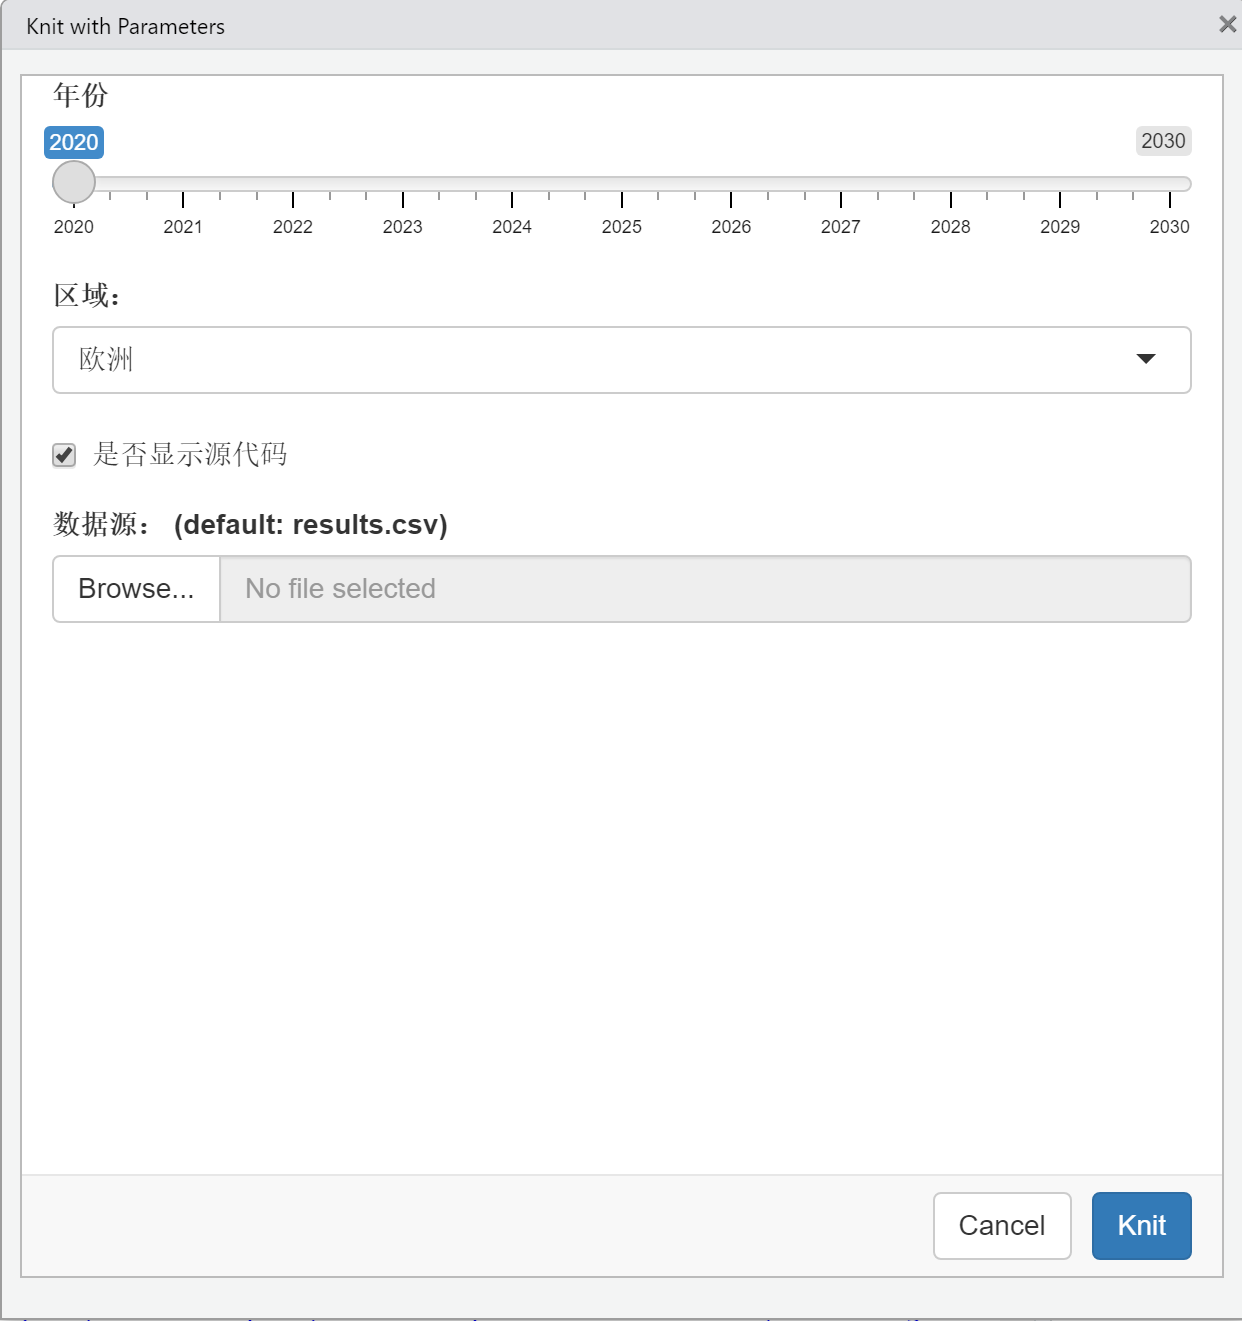 Knit with Parameters
年份
2020 2030
2020 2021 2022 2023 2024 2025 2026 2027 2028 2029 2030
区域：
欧洲
是否显示源代码
数据源： (default: results.csv)
Browse... No file selected
Cancel Knit